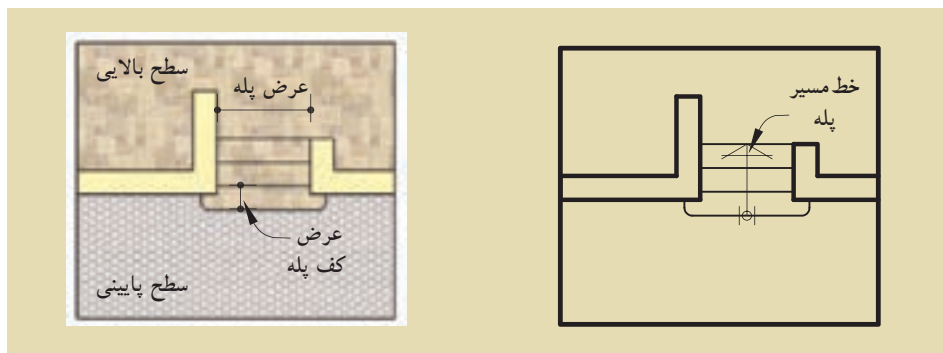 سطح بالایی
عرض پله
عرض
کف پله
سطح پایینی
خط مسیر
پله